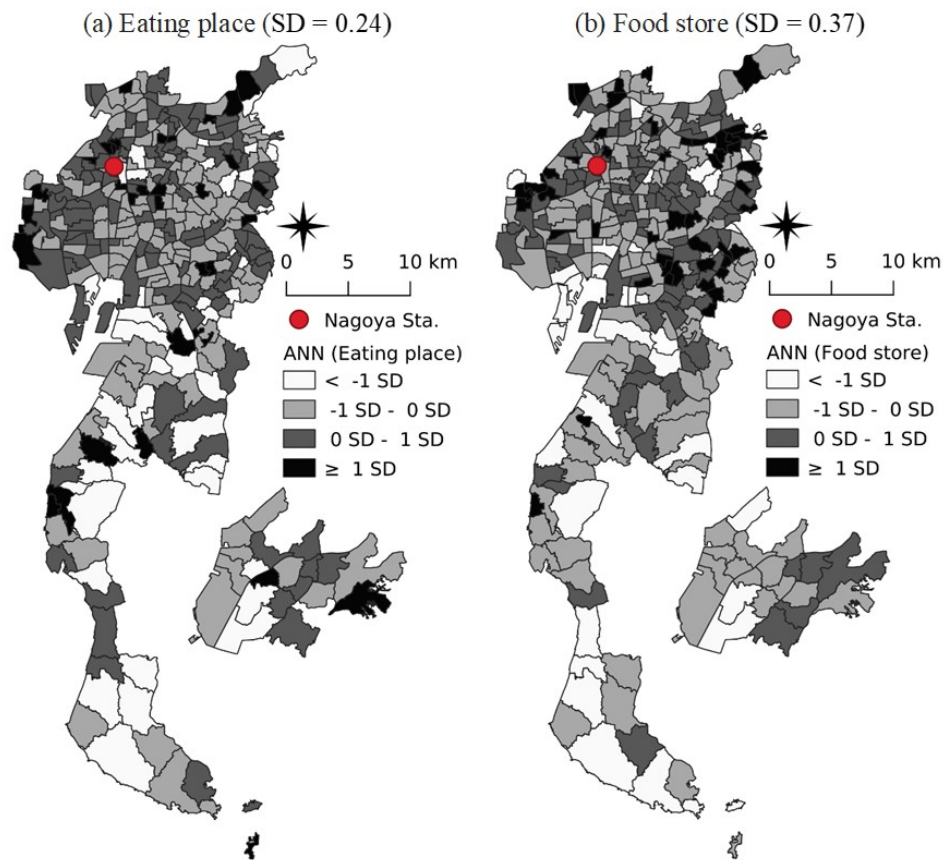 (a) Eating place (SD = 0.24)
0 5 10 km
Nagoya Sta.
ANN (Eating place)
< -1 SD
-1 SD - 0 SD
0 SD - 1 SD
≥ 1 SD
(b) Food store (SD = 0.37)
0 5 10 km
Nagoya Sta.
ANN (Food store)
< -1 SD
-1 SD - 0 SD
0 SD - 1 SD
≥ 1 SD